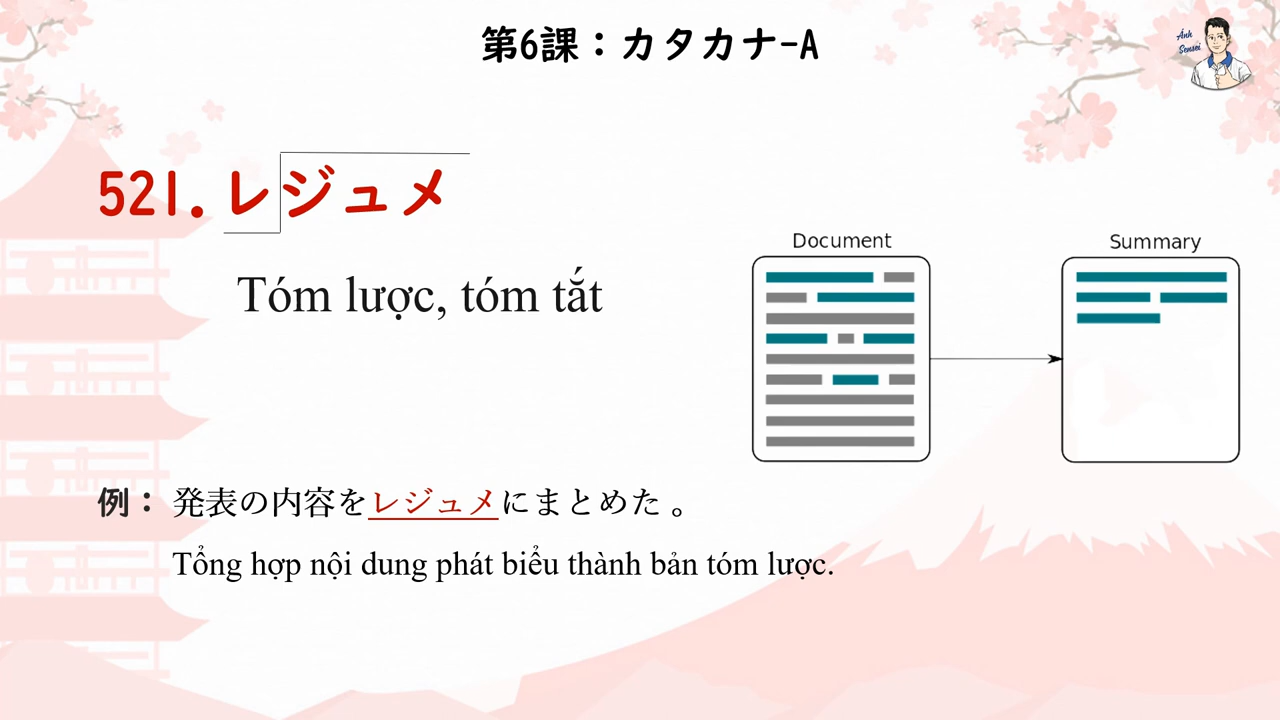 第6課：カタカナ-A
Anh
Sensei
521. レジュメ
Tóm lược, tóm tắt
Document
Summary
例： 発表の内容をレジュメにまとめた 。
Tổng hợp nội dung phát biểu thành bản tóm lược.